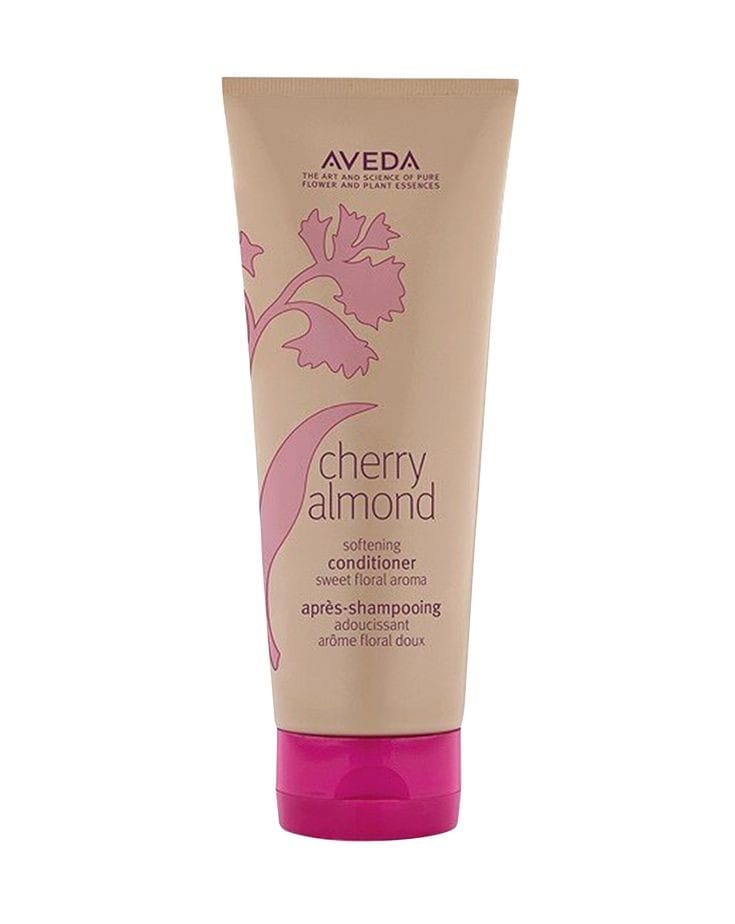 AVEDA
THE ART AND SCIENCE OF PURE
FLOWER AND PLANT ESSENCES
cherry
almond
softening
conditioner
sweet floral aroma
après-shampooing
adoucissant
arôme floral doux